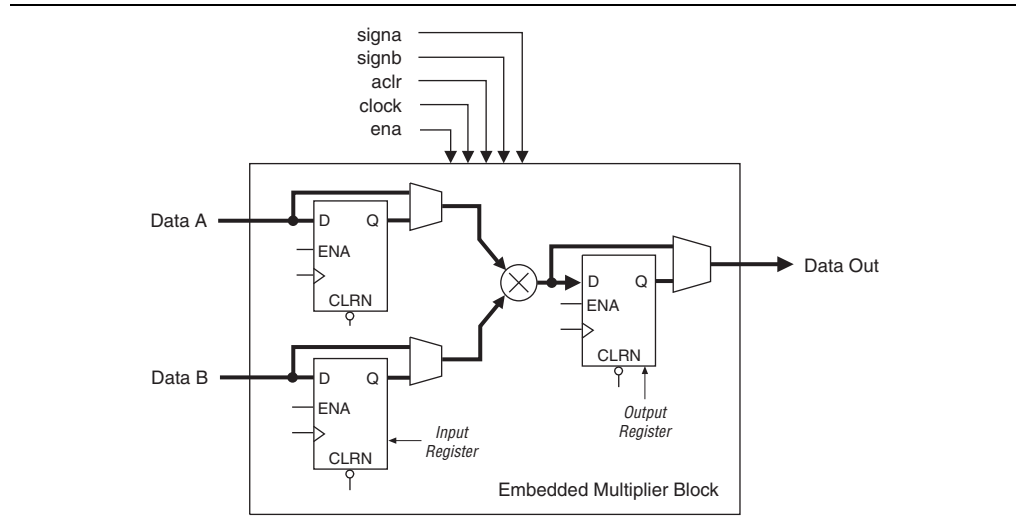 signa
signb
aclr
clock
ena
Data A
D Q
ENA
CLRN
Data B
D Q
ENA
CLRN
Input
Register
D Q
ENA
CLRN
Output
Register
Data Out
Embedded Multiplier Block